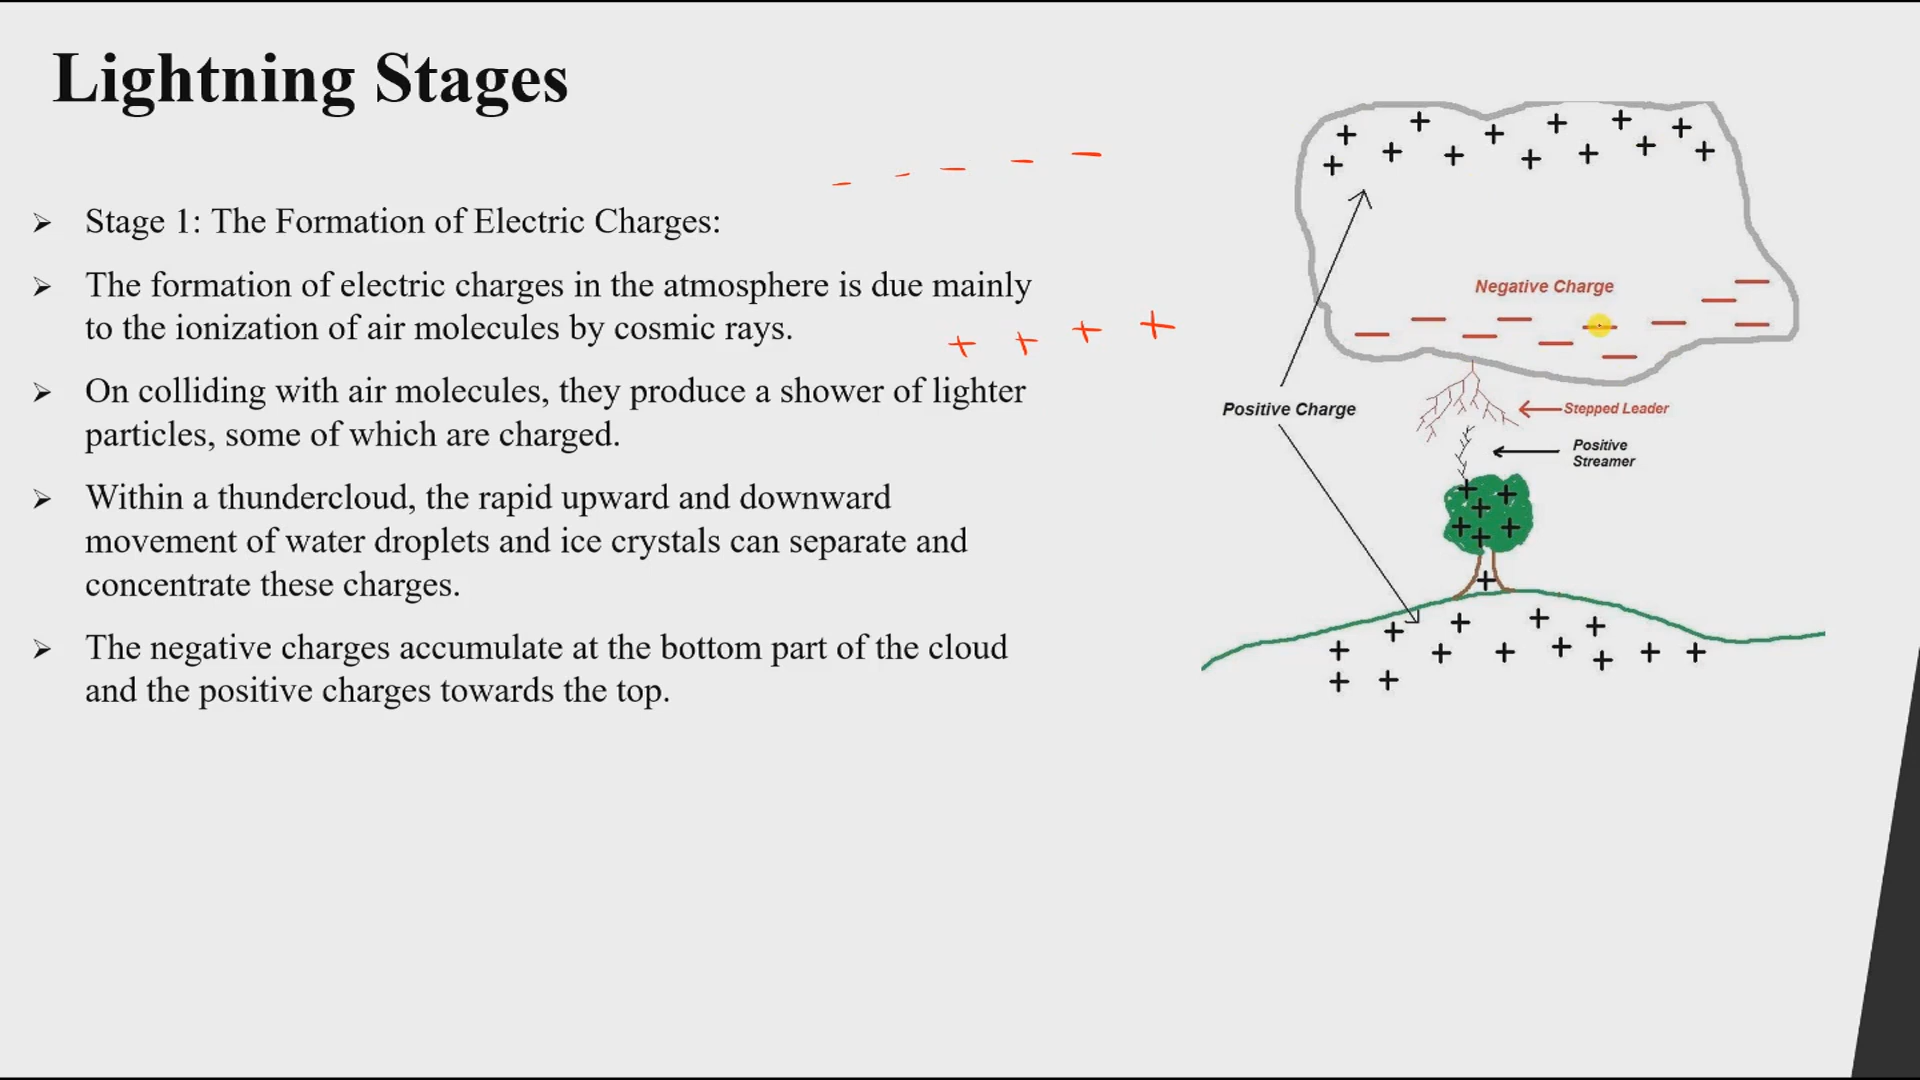 Lightning Stages
– – – – –
➢ Stage 1: The Formation of Electric Charges:
➢ The formation of electric charges in the atmosphere is due mainly
to the ionization of air molecules by cosmic rays.
+ + + +
➢ On colliding with air molecules, they produce a shower of lighter
particles, some of which are charged.
➢ Within a thundercloud, the rapid upward and downward
movement of water droplets and ice crystals can separate and
concentrate these charges.
➢ The negative charges accumulate at the bottom part of the cloud
and the positive charges towards the top.
Negative Charge
Positive Charge
Stepped Leader
Positive
Streamer